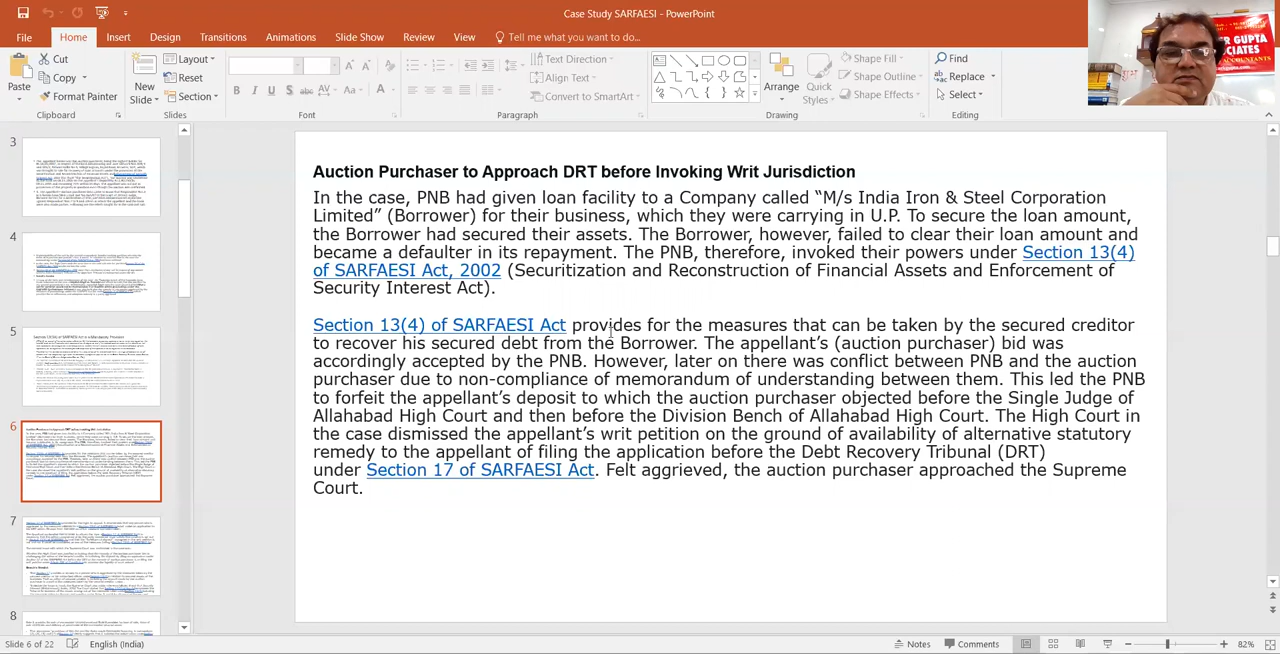 Case Study SARFAESI - PowerPoint
File Home Insert Design Transitions Animations Slide Show Review View Tell me what you want to do...
Paste
Cut
Copy
Format Painter
Clipboard
New
Slide
Layout
Reset
Section
Slides
B I U S abc AV Aa A
Font
Text Direction
Align Text
Convert to SmartArt
Paragraph
Arrange
Quick
Styles
Shape Fill
Shape Outline
Shape Effects
Drawing
Find
Replace
Select
Editing
GUPTA
3
4
5
6
7
8
Auction Purchaser to Approach DRT before Invoking Writ Jurisdiction
In the case, PNB had given loan facility to a Company called “M/s India Iron & Steel Corporation
Limited” (Borrower) for their business, which they were carrying in U.P. To secure the loan amount,
the Borrower had secured their assets. The Borrower, however, failed to clear their loan amount and
became a defaulter in its repayment. The PNB, therefore, invoked their powers under Section 13(4)
of SARFAESI Act, 2002 (Securitization and Reconstruction of Financial Assets and Enforcement of
Security Interest Act).
Section 13(4) of SARFAESI Act provides for the measures that can be taken by the secured creditor
to recover his secured debt from the Borrower. The appellant’s (auction purchaser) bid was
accordingly accepted by PNB. However, later on there was conflict between PNB and the auction
purchaser due to non-compliance of memorandum of understanding between them. This led the PNB
to forfeit the appellant’s deposit to which the auction purchaser objected before the Single Judge of
Allahabad High Court and then before the Division Bench of Allahabad High Court. The High Court in
the case dismissed the appellant’s writ petition on the ground of availability of alternative statutory
remedy to the appellant of filing the application before the Debt Recovery Tribunal (DRT)
under Section 17 of SARFAESI Act. Felt aggrieved, the auction purchaser approached the Supreme
Court.
Slide 6 of 22 English (India) Notes Comments 82%